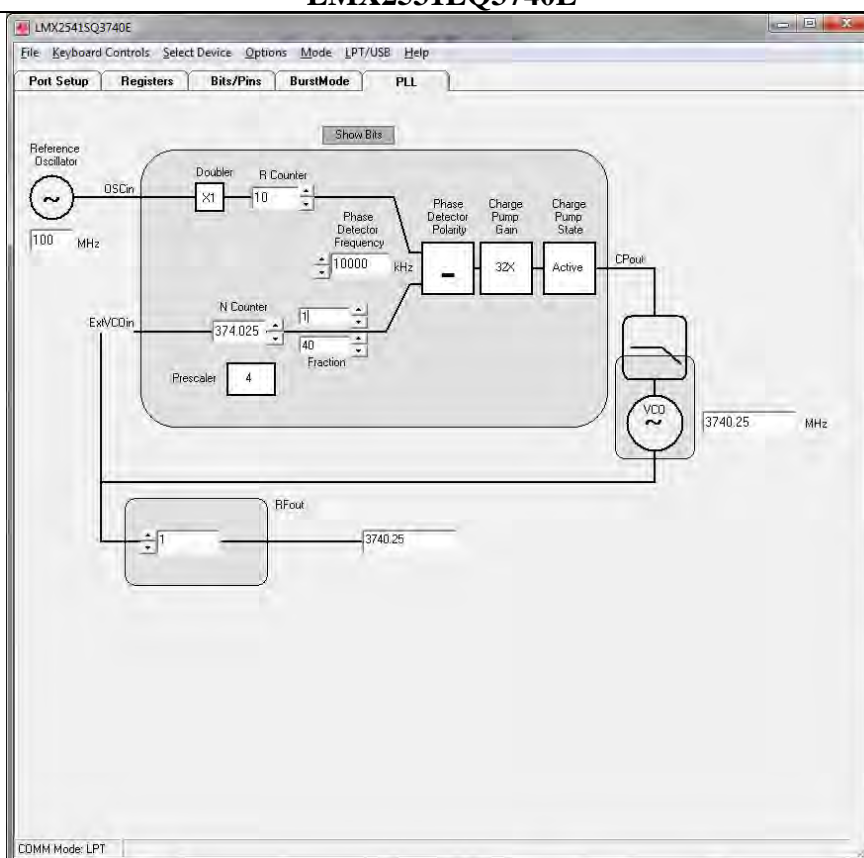 LMX2531LQ3740E
LMX2541SQ3740E
File Keyboard Controls Select Device Options Mode LPT/USB Help
Port Setup Registers Bits/Pins BurstMode PLL
Show Bits
Reference
Oscillator
OSCin
100 MHz
Doubler
X1
R Counter
10
Phase
Detector
Frequency
10000 kHz
Phase
Detector
Polarity
-
Charge
Pump
Gain
32X
Charge
Pump
State
Active
CPout
ExtVCOin
N Counter
374.025
1
40
Fraction
Prescaler 4
VCO
3740.25 MHz
RFout
1
3740.25
COMM Mode: LPT